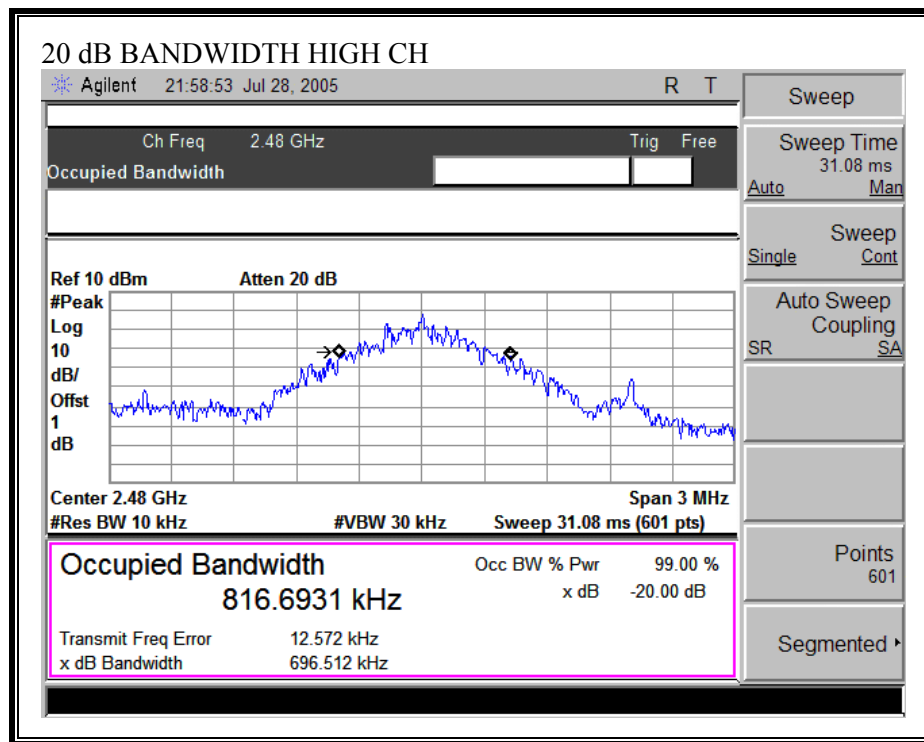 20 dB BANDWIDTH HIGH CH
Agilent 21:58:53 Jul 28, 2005 R T
Ch Freq 2.48 GHz Trig Free
Occupied Bandwidth
Ref 10 dBm Atten 20 dB
#Peak
Log
10
dB/
Offst
1
dB
Center 2.48 GHz Span 3 MHz
#Res BW 10 kHz #VBW 30 kHz Sweep 31.08 ms (601 pts)
Occupied Bandwidth Occ BW % Pwr 99.00 %
816.6931 kHz x dB -20.00 dB
Transmit Freq Error 12.572 kHz
x dB Bandwidth 696.512 kHz
Sweep
Sweep Time
31.08 ms
Auto Man
Sweep
Single Cont
Auto Sweep
Coupling
SR SA
Points
601
Segmented